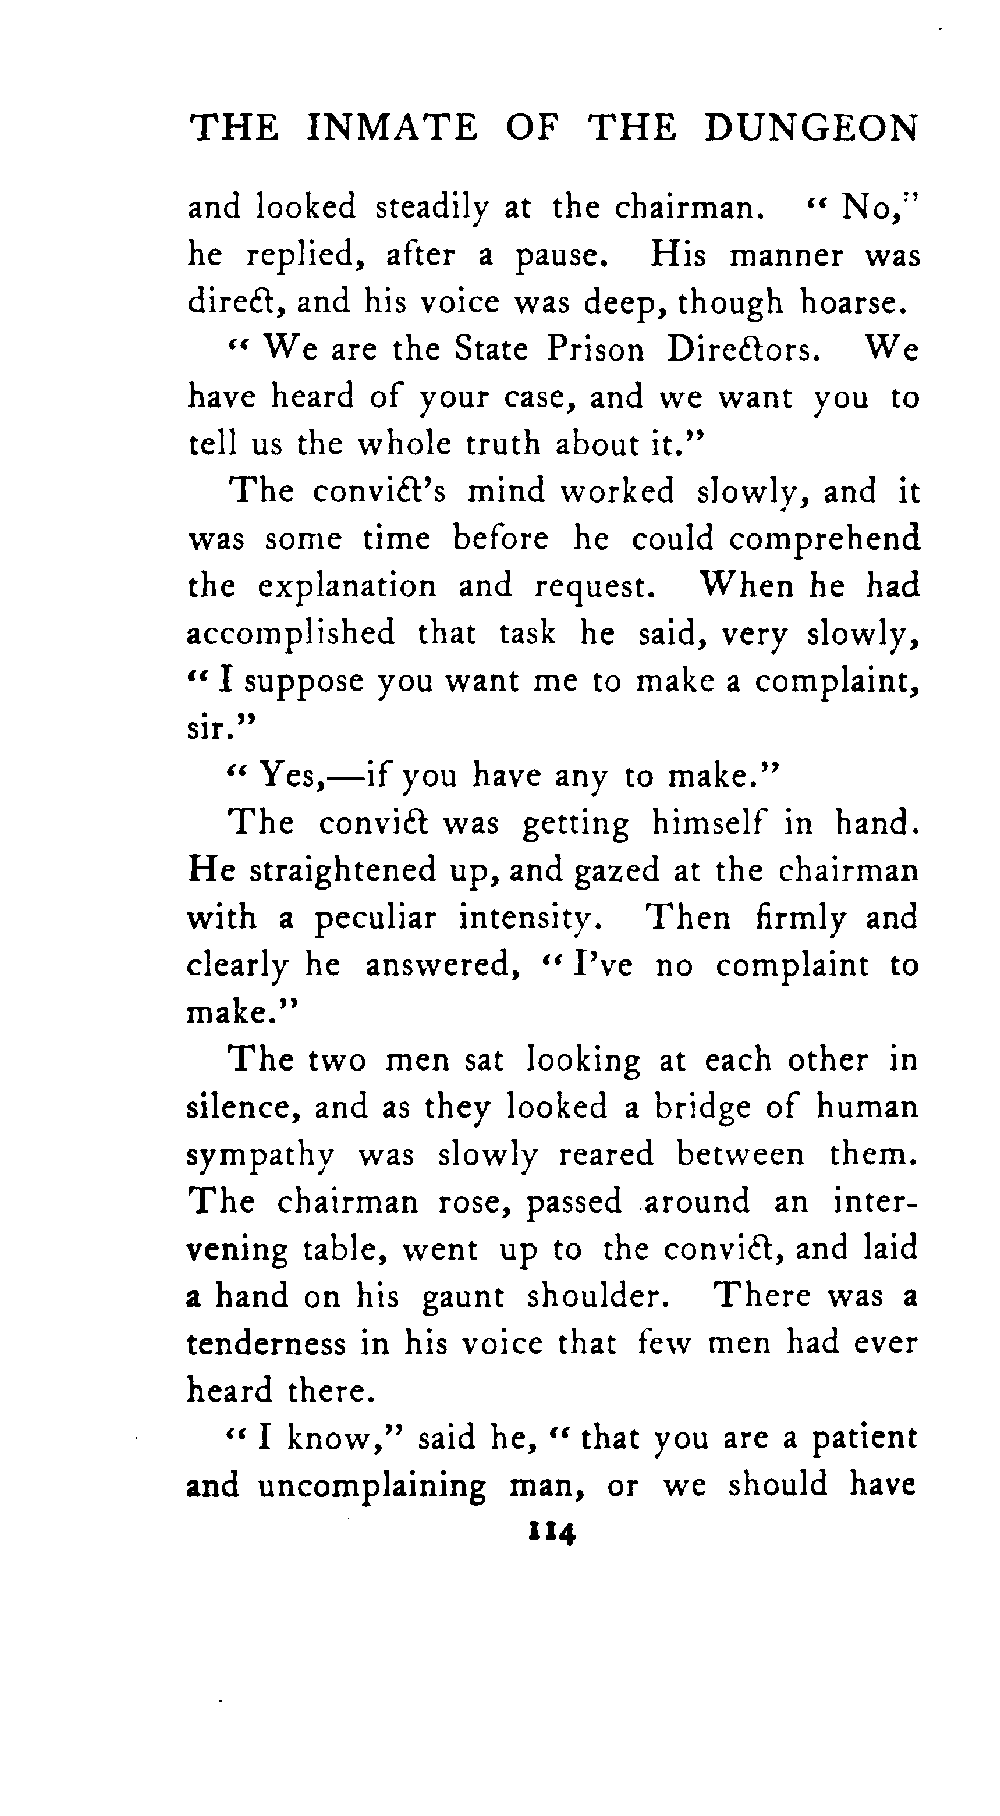 THE INMATE OF THE DUNGEON
and looked steadily at the chairman. “ No,”
he replied, after a pause. His manner was
direct, and his voice was deep, though hoarse.
“ We are the State Prison Directors. We
have heard of your case, and we want you to
tell us the whole truth about it.”
The convict’s mind worked slowly, and it
was some time before he could comprehend
the explanation and request. When he had
accomplished that task he said, very slowly,
“ I suppose you want me to make a complaint,
sir.”
“ Yes,—if you have any to make.”
The convict was getting himself in hand.
He straightened up, and gazed at the chairman
with a peculiar intensity. Then firmly and
clearly he answered, “ I’ve no complaint to
make.”
The two men sat looking at each other in
silence, and as they looked a bridge of human
sympathy was slowly reared between them.
The chairman rose, passed around an inter-
vening table, went up to the convict, and laid
a hand on his gaunt shoulder. There was a
tenderness in his voice that few men had ever
heard there.
“ I know,” said he, “ that you are a patient
and uncomplaining man, or we should have
114